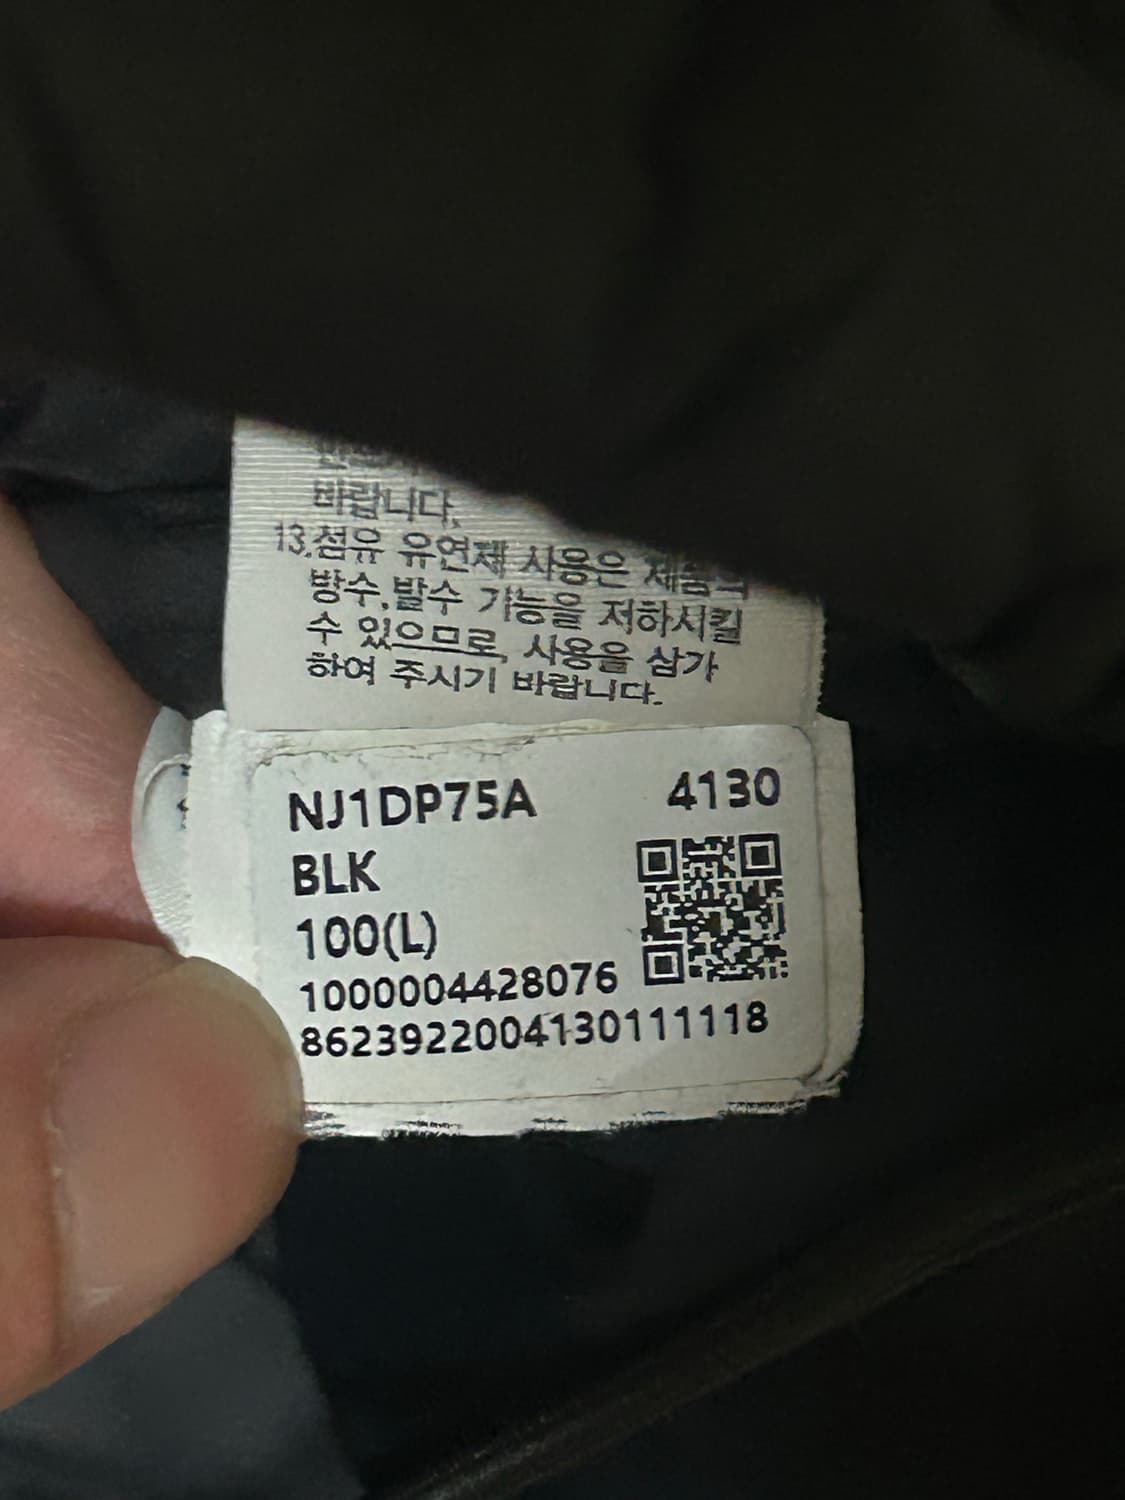 바랍니다.
13.섬유 유연제 사용은 제품의
방수,발수 기능을 저하시킬
수 있으므로, 사용을 삼가
하여 주시기 바랍니다.
NJ1DP75A 4130
BLK
100(L)
1000004428076
8623922004130111118